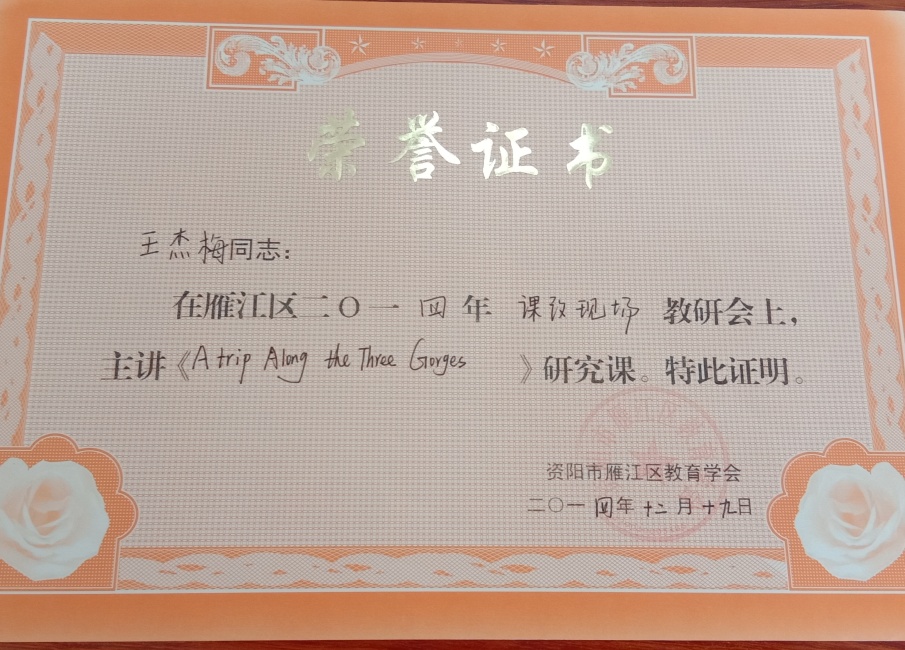 荣誉证书
王杰梅同志：
在雁江区二〇一四年 课改现场 教研会上，
主讲《A trip Along the Three Gorges》研究课。特此证明。
资阳市雁江区教育学会
二〇一四年十二月十九日